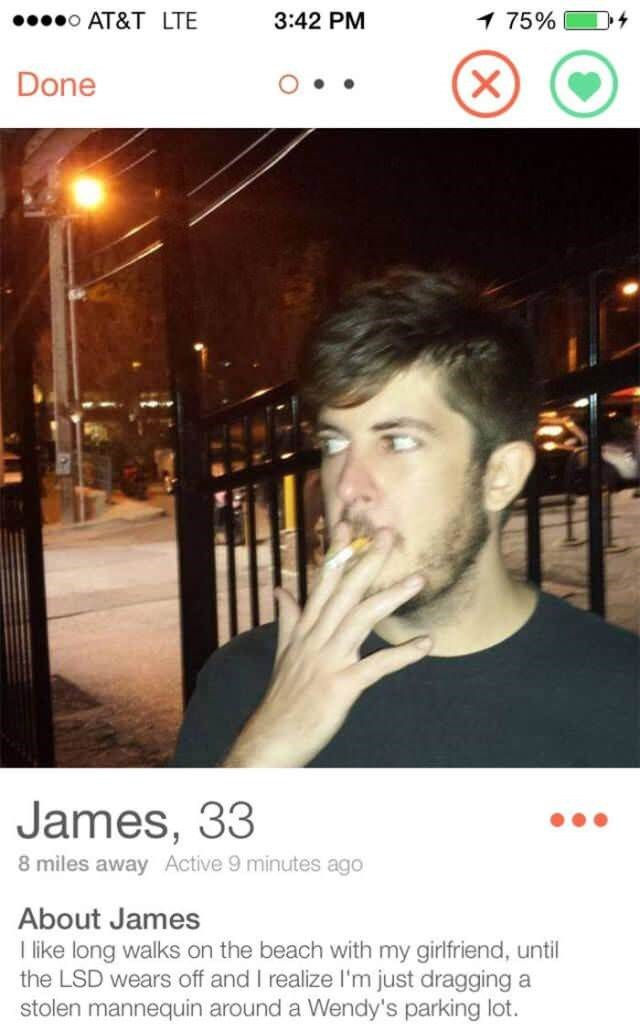 AT&T LTE 3:42 PM 75%
Done
James, 33
8 miles away Active 9 minutes ago
About James
I like long walks on the beach with my girlfriend, until
the LSD wears off and I realize I'm just dragging a
stolen mannequin around a Wendy's parking lot.